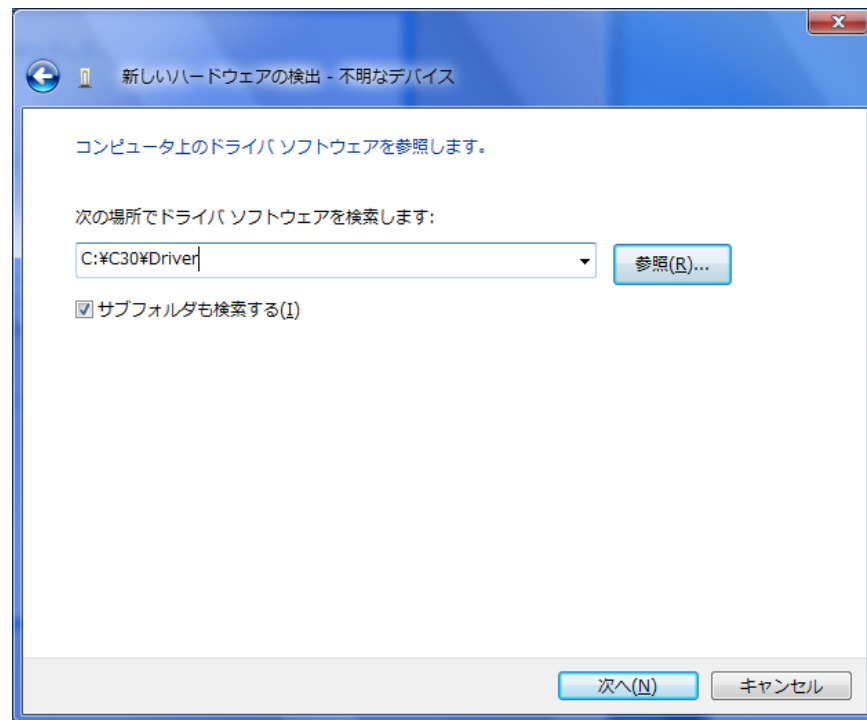 新しいハードウェアの検出 - 不明なデバイス
コンピュータ上のドライバ ソフトウェアを参照します。
次の場所でドライバ ソフトウェアを検索します:
C:¥C30¥Driver
参照(R)...
サブフォルダも検索する(I)
次へ(N)
キャンセル